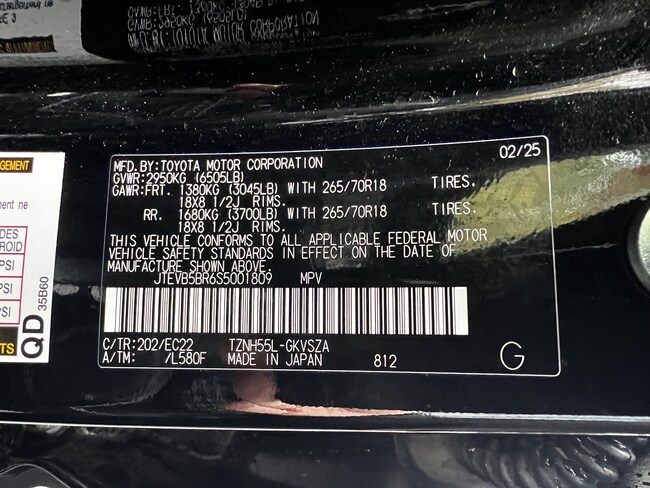 MFD.BY:TOYOTA MOTOR CORPORATION 02/25
GVWR:2950KG (6505LB)
GAWR:FRT. 1380KG (3045LB) WITH 265/70R18 TIRES.
18X8 1/2J RIMS.
RR. 1680KG (3700LB) WITH 265/70R18 TIRES.
18X8 1/2J RIMS.
THIS VEHICLE CONFORMS TO ALL APPLICABLE FEDERAL MOTOR
VEHICLE SAFETY STANDARDS IN EFFECT ON THE DATE OF
MANUFACTURE SHOWN ABOVE.
JTEVB5BR6S5001809 MPV
C/TR:202/EC22 TZNH55L-GKVSZA
A/TM: /L580F MADE IN JAPAN 812
G
QD
35B60
PSI
PSI